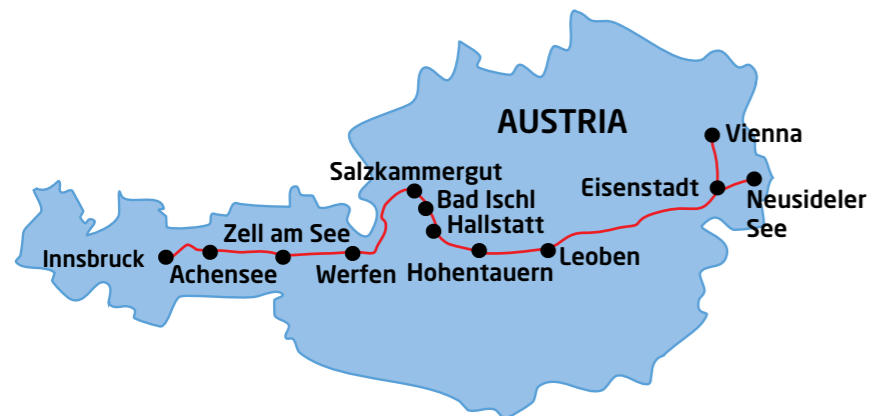 AUSTRIA
Vienna
Salzkammergut
Bad Ischl
Eisenstadt
Neusideler
See
Hallstatt
Zell am See
Innsbruck
Achensee
Werfen
Hohentauern
Leoben